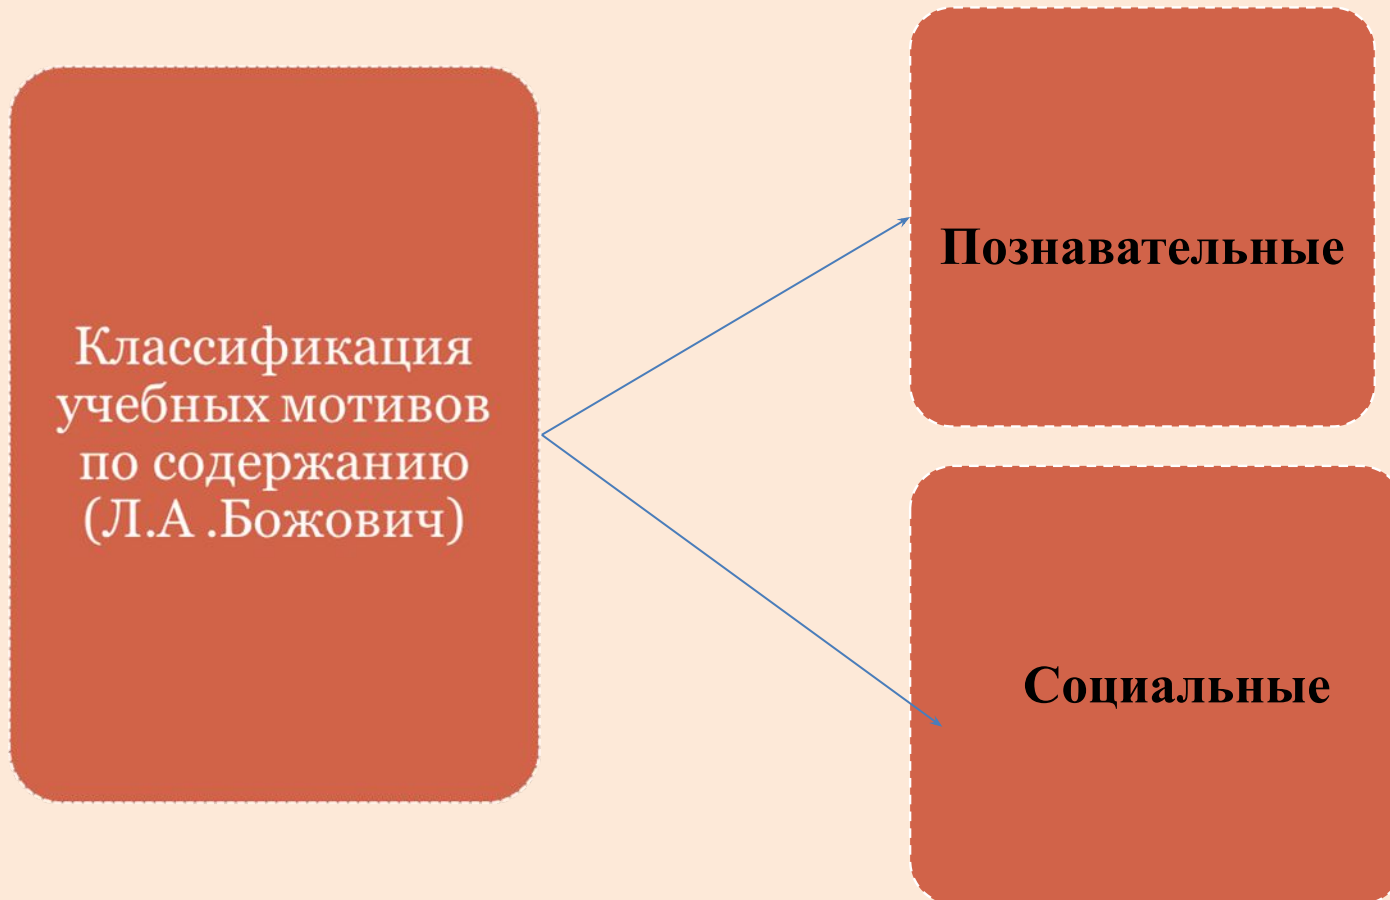 Классификация
учебных мотивов
по содержанию
(Л.А .Божович)
Познавательные
Социальные